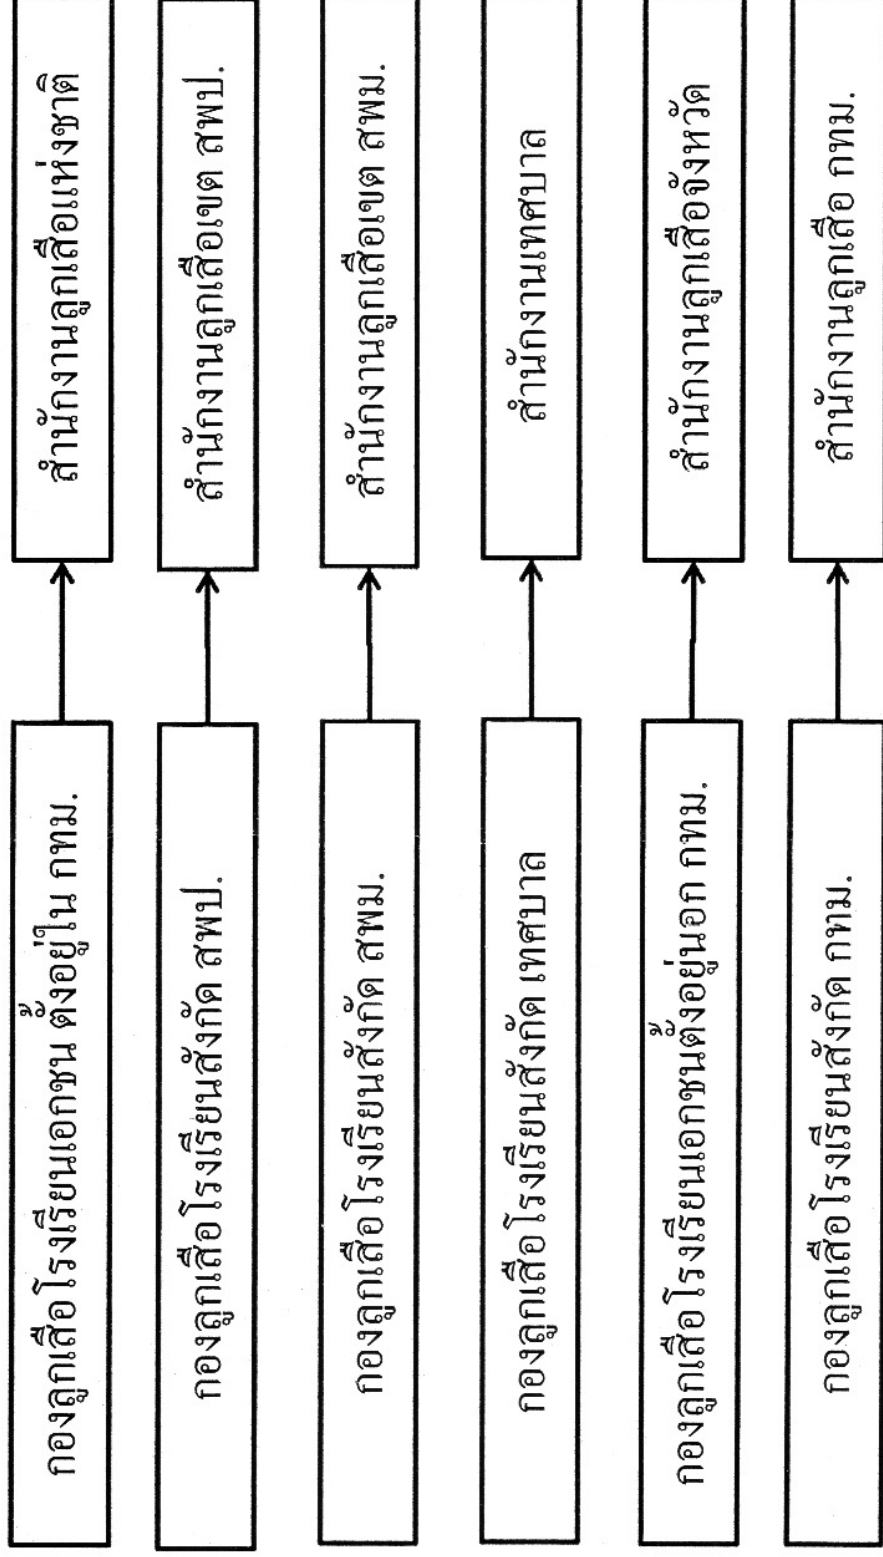 กองลูกเสือโรงเรียนเอกชน ตั้งอยู่ใน กทม.
สำนักงานลูกเสือแห่งชาติ
กองลูกเสือโรงเรียนสังกัด สพป.
สำนักงานลูกเสือเขต สพป.
กองลูกเสือโรงเรียนสังกัด สพม.
สำนักงานลูกเสือเขต สพม.
กองลูกเสือโรงเรียนสังกัด เทศบาล
สำนักงานเทศบาล
กองลูกเสือโรงเรียนเอกชนตั้งอยู่นอก กทม.
สำนักงานลูกเสือจังหวัด
กองลูกเสือโรงเรียนสังกัด กทม.
สำนักงานลูกเสือ กทม.